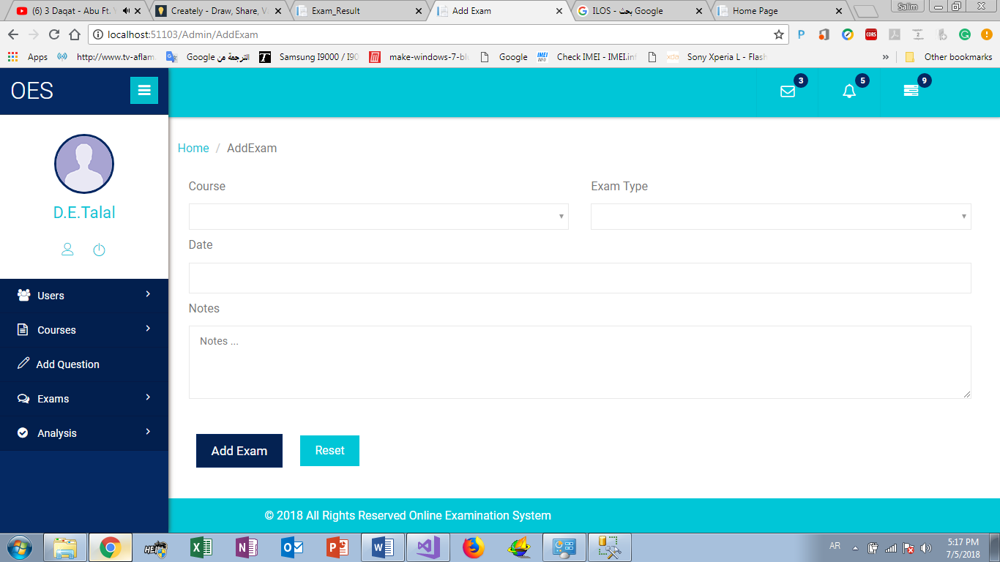 (6) 3 Daqat - Abu Ft. Y
Creately - Draw, Share, V
Exam_Result
Add Exam
ILOS - بحث Google
Home Page
Salim
localhost:51103/Admin/AddExam
Apps
http://www.tv-aflam
الترجمة من Google
Samsung I9000 / I90
make-windows-7-blu
Google
Check IMEI - IMEI.inf
Sony Xperia L - Flash
Other bookmarks
OES
3
5
9
D.E.Talal
Users
Courses
Add Question
Exams
Analysis
Home / AddExam
Course
Exam Type
Date
Notes
Notes ...
Add Exam
Reset
© 2018 All Rights Reserved Online Examination System
AR
5:17 PM
7/5/2018